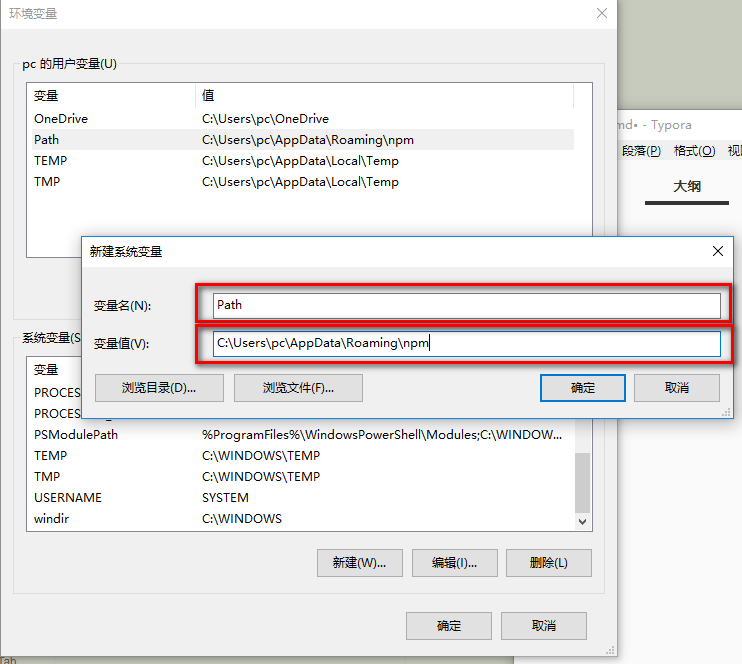 环境变量
pc 的用户变量(U)
变量 值
OneDrive C:\Users\pc\OneDrive
Path C:\Users\pc\AppData\Roaming\npm
TEMP C:\Users\pc\AppData\Local\Temp
TMP C:\Users\pc\AppData\Local\Temp
md• - Typora
段落(P) 格式(O)
大纲
新建系统变量
变量名(N): Path
变量值(V): C:\Users\pc\AppData\Roaming\npm
浏览目录(D)... 浏览文件(F)... 确定 取消
系统变量(S
变量
PROCES
PROCES
PSModulePath %ProgramFiles%\WindowsPowerShell\Modules;C:\WINDOW...
TEMP C:\WINDOWS\TEMP
TMP C:\WINDOWS\TEMP
USERNAME SYSTEM
windir C:\WINDOWS
新建(W)... 编辑(I)... 删除(L)
确定 取消
Tab